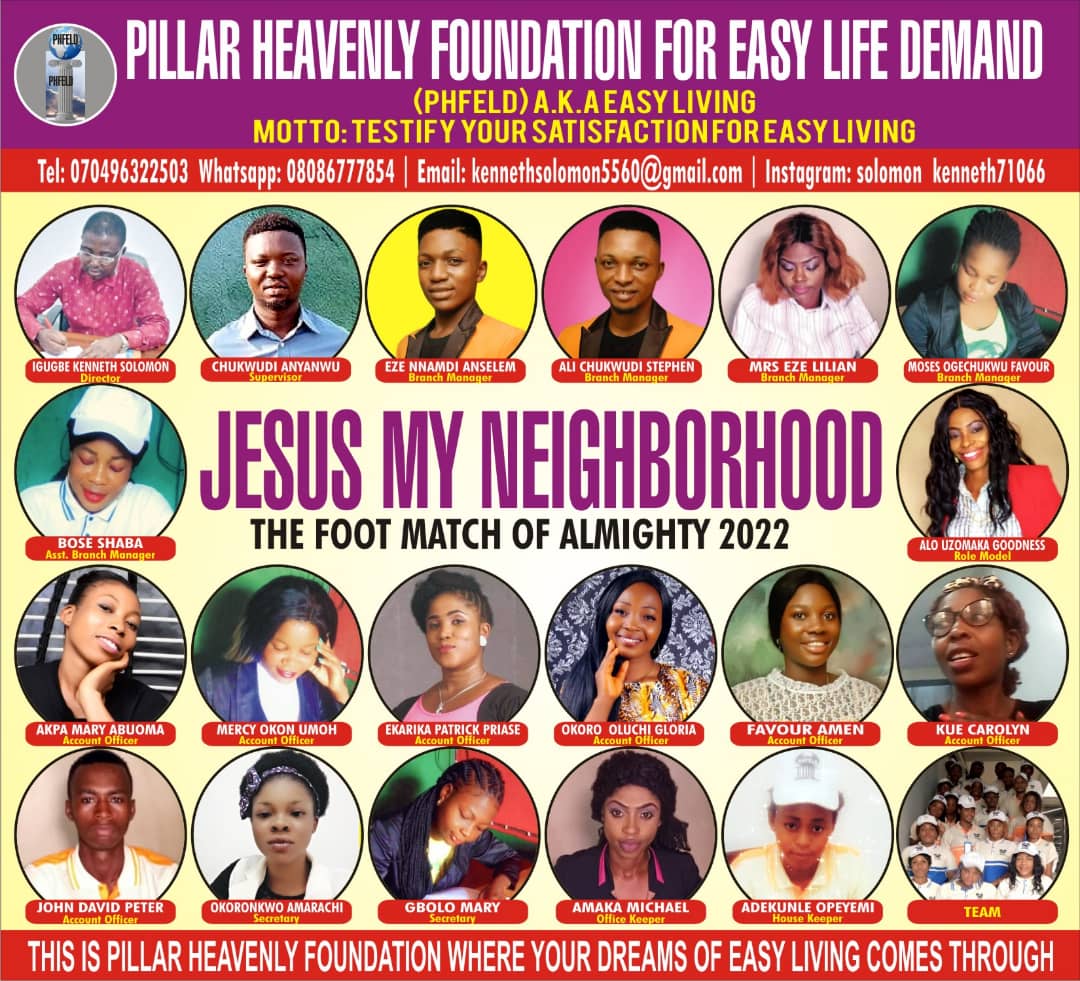 PHFELD
PHFELD
PILLAR HEAVENLY FOUNDATION FOR EASY LIFE DEMAND
(PHFELD) A.K.A EASY LIVING
MOTTO: TESTIFY YOUR SATISFACTION FOR EASY LIVING
Tel: 070496322503 Whatsapp: 08086777854 | Email: kennethsolomon5560@gmail.com | Instagram: solomon kenneth71066
IGUGBE KENNETH SOLOMON
Director
CHUKWUDI ANYANWU
Supervisor
EZE NNAMDI ANSELEM
Branch Manager
ALI CHUKWUDI STEPHEN
Branch Manager
MRS EZE LILIAN
Branch Manager
MOSES OGECHUKWU FAVOUR
Branch Manager
JESUS MY NEIGHBORHOOD
THE FOOT MATCH OF ALMIGHTY 2022
BOSE SHABA
Asst. Branch Manager
ALO UZOMAKA GOODNESS
Role Model
AKPA MARY ABUOMA
Account Officer
MERCY OKON UMOH
Account Officer
EKARIKA PATRICK PRIASE
Account Officer
OKORO OLUCHI GLORIA
Account Officer
FAVOUR AMEN
Account Officer
KUE CAROLYN
Account Officer
JOHN DAVID PETER
Account Officer
OKORONKWO AMARACHI
Secretary
GBOLO MARY
Secretary
AMAKA MICHAEL
Office Keeper
ADEKUNLE OPEYEMI
House Keeper
TEAM
THIS IS PILLAR HEAVENLY FOUNDATION WHERE YOUR DREAMS OF EASY LIVING COMES THROUGH